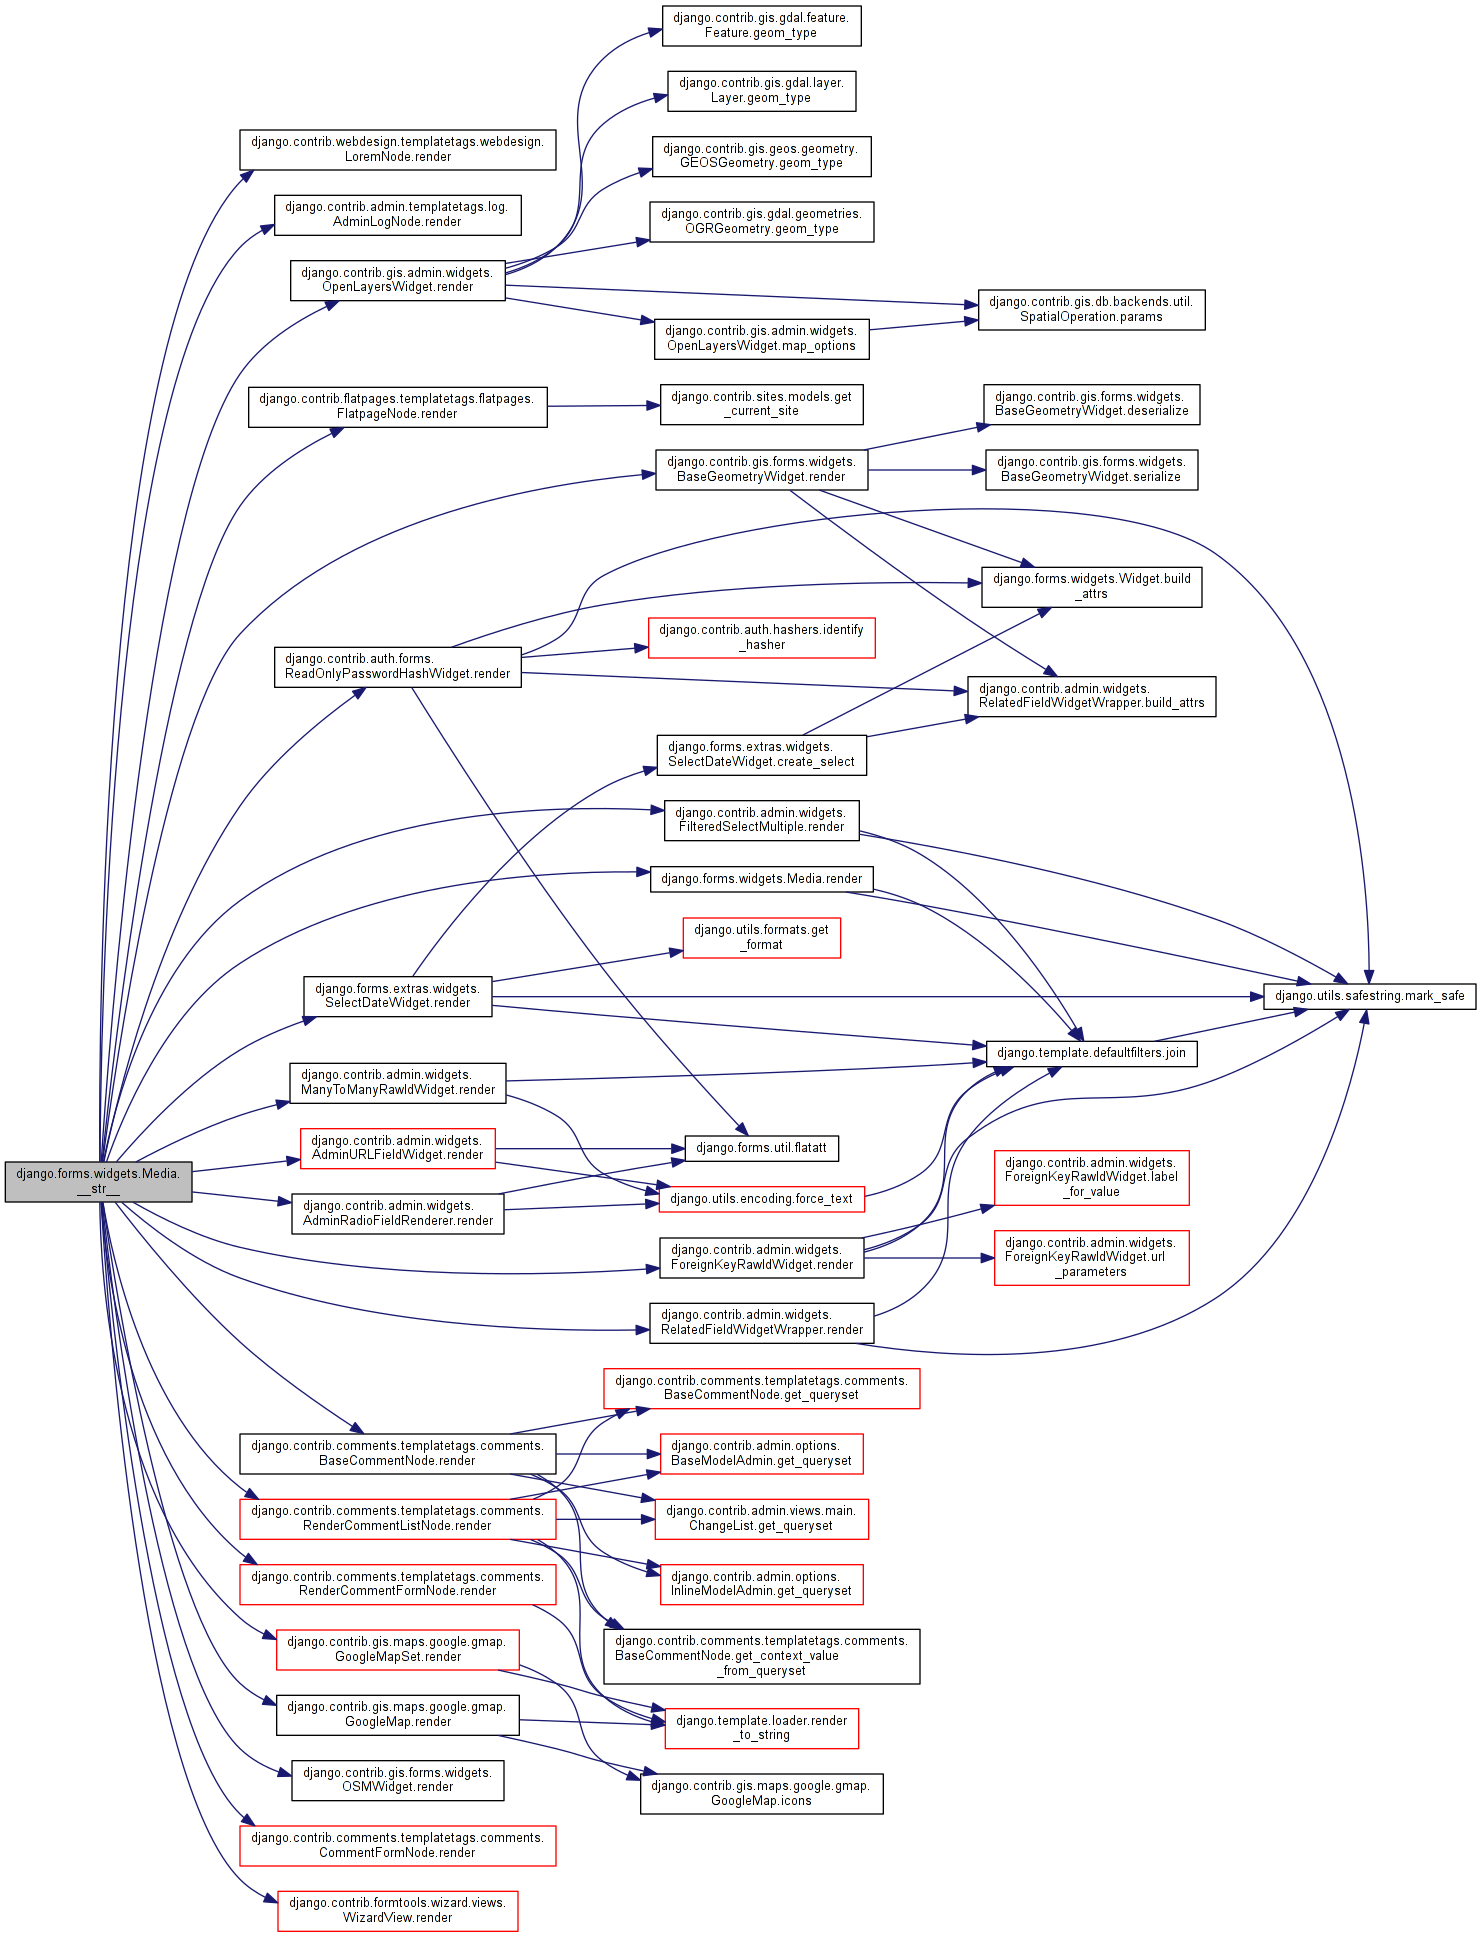 django.contrib.gis.gdal.feature.
Feature.geom_type
django.contrib.gis.gdal.layer.
Layer.geom_type
django.contrib.webdesign.templatetags.webdesign.
LoremNode.render
django.contrib.gis.geos.geometry.
GEOSGeometry.geom_type
django.contrib.admin.templatetags.log.
AdminLogNode.render
django.contrib.gis.gdal.geometries.
OGRGeometry.geom_type
django.contrib.gis.admin.widgets.
OpenLayersWidget.render
django.contrib.gis.db.backends.util.
SpatialOperation.params
django.contrib.gis.admin.widgets.
OpenLayersWidget.map_options
django.contrib.flatpages.templatetags.flatpages.
FlatpageNode.render
django.contrib.sites.models.get
_current_site
django.contrib.gis.forms.widgets.
BaseGeometryWidget.deserialize
django.contrib.gis.forms.widgets.
BaseGeometryWidget.render
django.contrib.gis.forms.widgets.
BaseGeometryWidget.serialize
django.forms.widgets.Widget.build
_attrs
django.contrib.auth.hashers.identify
_hasher
django.contrib.auth.forms.
ReadOnlyPasswordHashWidget.render
django.contrib.admin.widgets.
RelatedFieldWidgetWrapper.build_attrs
django.forms.extras.widgets.
SelectDateWidget.create_select
django.contrib.admin.widgets.
FilteredSelectMultiple.render
django.forms.widgets.Media.render
django.utils.formats.get
_format
django.forms.extras.widgets.
SelectDateWidget.render
django.utils.safestring.mark_safe
django.template.defaultfilters.join
django.contrib.admin.widgets.
ManyToManyRawIdWidget.render
django.contrib.admin.widgets.
AdminURLFieldWidget.render
django.forms.util.flatatt
django.forms.widgets.Media.
__str__
django.contrib.admin.widgets.
ForeignKeyRawIdWidget.label
_for_value
django.utils.encoding.force_text
django.contrib.admin.widgets.
AdminRadioFieldRenderer.render
django.contrib.admin.widgets.
ForeignKeyRawIdWidget.render
django.contrib.admin.widgets.
ForeignKeyRawIdWidget.url
_parameters
django.contrib.admin.widgets.
RelatedFieldWidgetWrapper.render
django.contrib.comments.templatetags.comments.
BaseCommentNode.get_queryset
django.contrib.comments.templatetags.comments.
BaseCommentNode.render
django.contrib.admin.options.
BaseModelAdmin.get_queryset
django.contrib.comments.templatetags.comments.
RenderCommentListNode.render
django.contrib.admin.views.main.
ChangeList.get_queryset
django.contrib.comments.templatetags.comments.
RenderCommentFormNode.render
django.contrib.admin.options.
InlineModelAdmin.get_queryset
django.contrib.gis.maps.google.gmap.
GoogleMapSet.render
django.contrib.comments.templatetags.comments.
BaseCommentNode.get_context_value
_from_queryset
django.contrib.gis.maps.google.gmap.
GoogleMap.render
django.template.loader.render
_to_string
django.contrib.gis.forms.widgets.
OSMWidget.render
django.contrib.gis.maps.google.gmap.
GoogleMap.icons
django.contrib.comments.templatetags.comments.
CommentFormNode.render
django.contrib.formtools.wizard.views.
WizardView.render